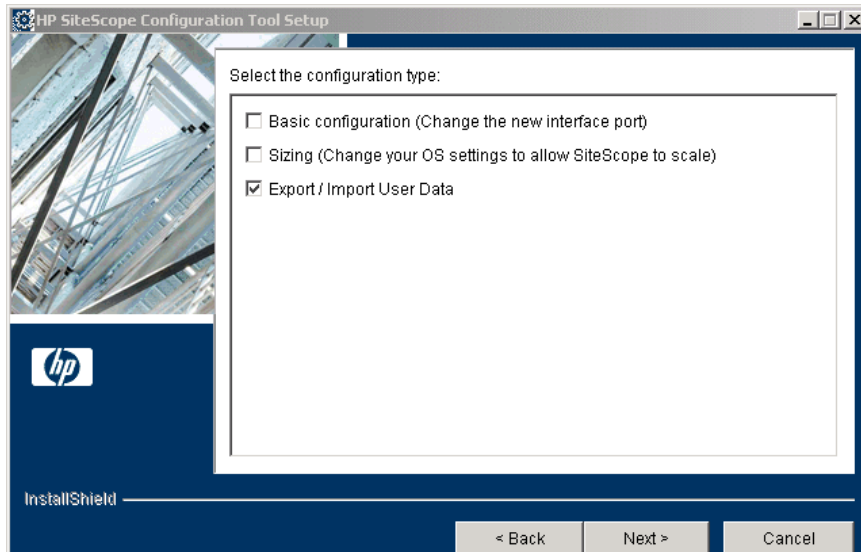 HP SiteScope Configuration Tool Setup
Select the configuration type:
Basic configuration (Change the new interface port)
Sizing (Change your OS settings to allow SiteScope to scale)
Export / Import User Data
hp
InstallShield
< Back
Next >
Cancel